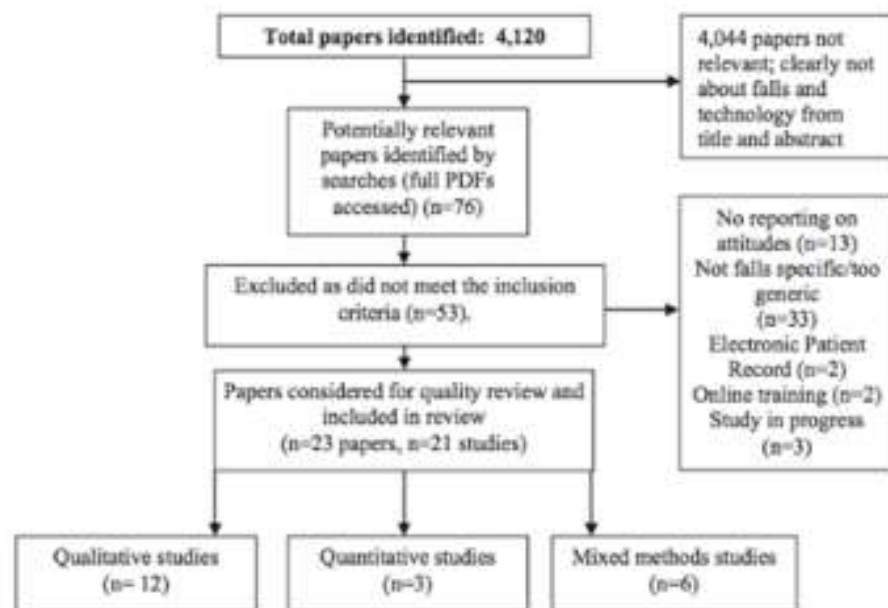 Total papers identified: 4,120
4,044 papers not
relevant; clearly not
about falls and
technology from
title and abstract
Potentially relevant
papers identified by
searches (full PDFs
accessed) (n=76)
Excluded as did not meet the inclusion
criteria (n=53).
No reporting on
attitudes (n=13)
Not falls specific/too
generic
(n=33)
Electronic Patient
Record (n=2)
Online training (n=2)
Study in progress
(n=3)
Papers considered for quality review and
included in review
(n=23 papers, n=21 studies)
Qualitative studies
(n= 12)
Quantitative studies
(n=3)
Mixed methods studies
(n=6)